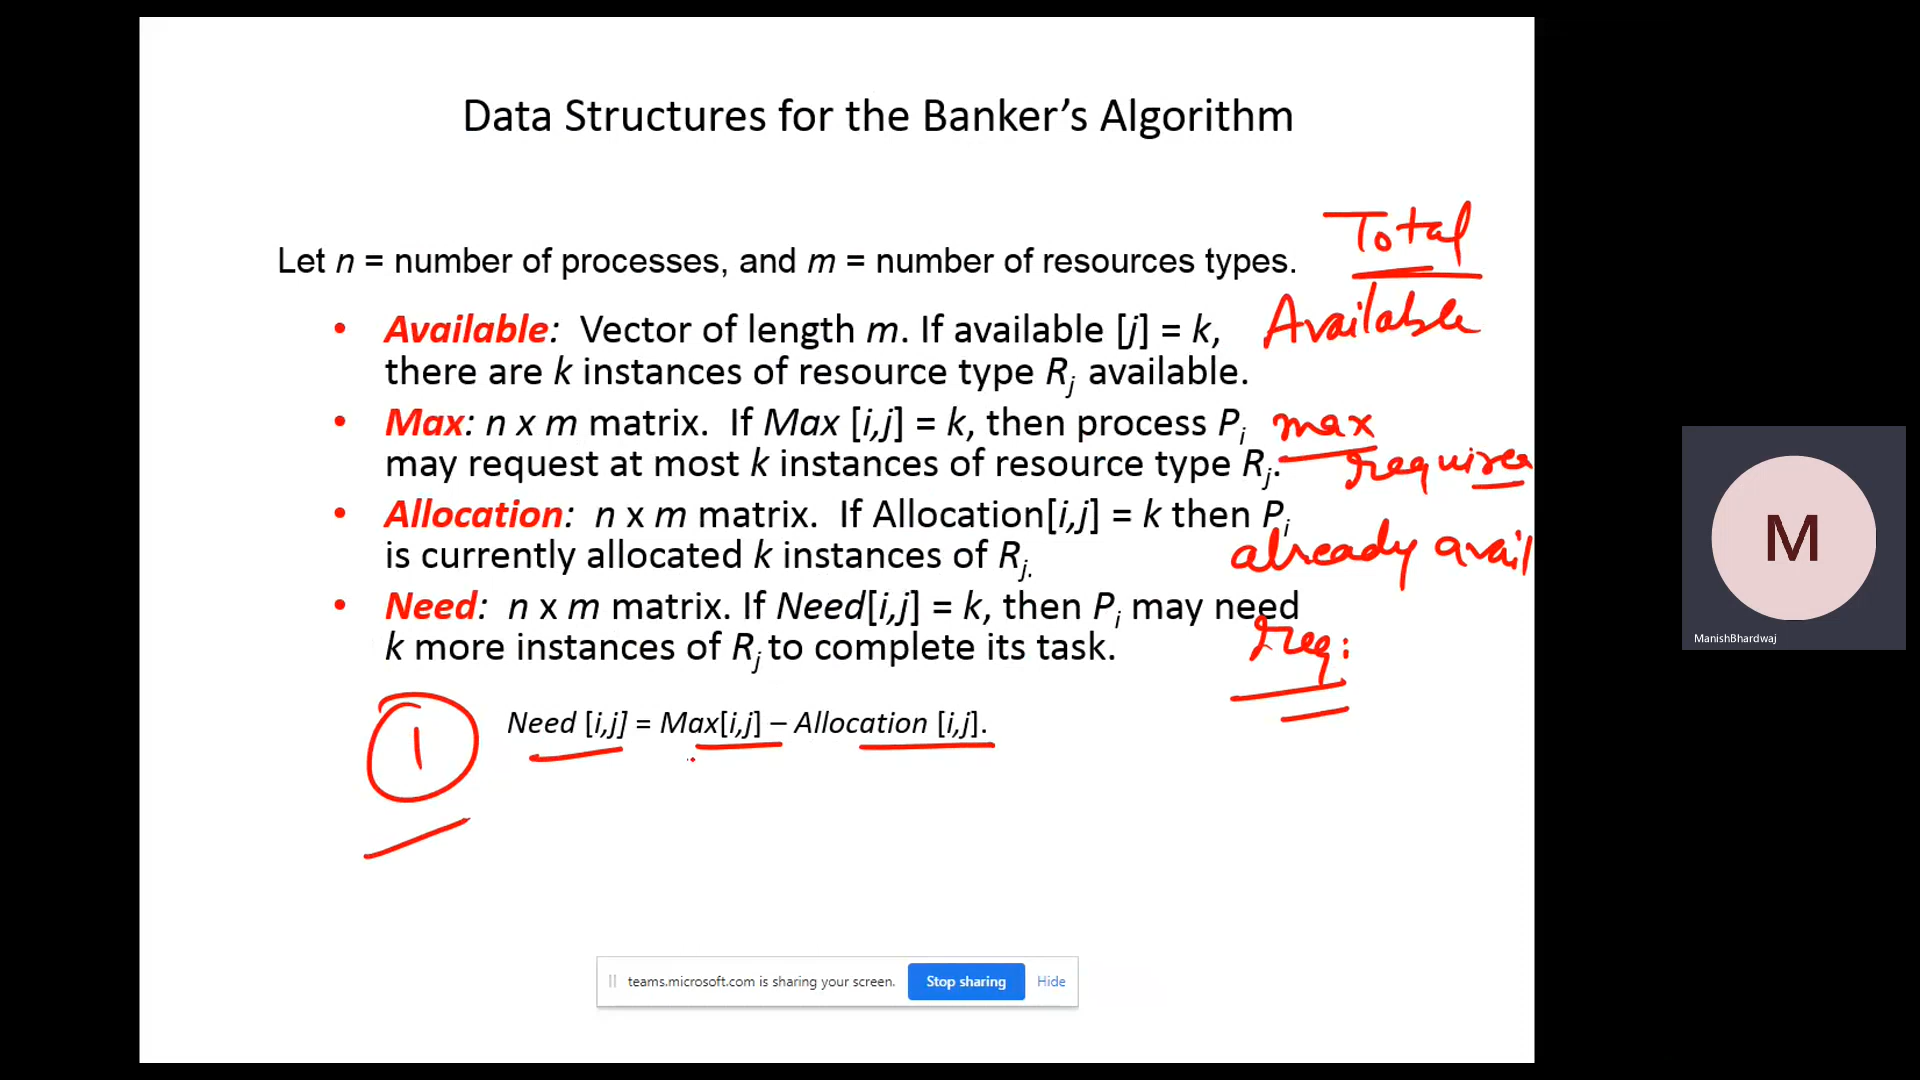 Data Structures for the Banker’s Algorithm
Total
Let n = number of processes, and m = number of resources types.
• Available: Vector of length m. If available [j] = k,
Available
there are k instances of resource type Rj available.
• Max: n x m matrix. If Max [i,j] = k, then process Pi
max
may request at most k instances of resource type Rj.
required
• Allocation: n x m matrix. If Allocation[i,j] = k then Pi
is currently allocated k instances of Rj.
already avail
• Need: n x m matrix. If Need[i,j] = k, then Pi may need
k more instances of Rj to complete its task.
req:
1
Need [i,j] = Max[i,j] – Allocation [i,j].
M
ManishBhardwaj
teams.microsoft.com is sharing your screen.
Stop sharing
Hide